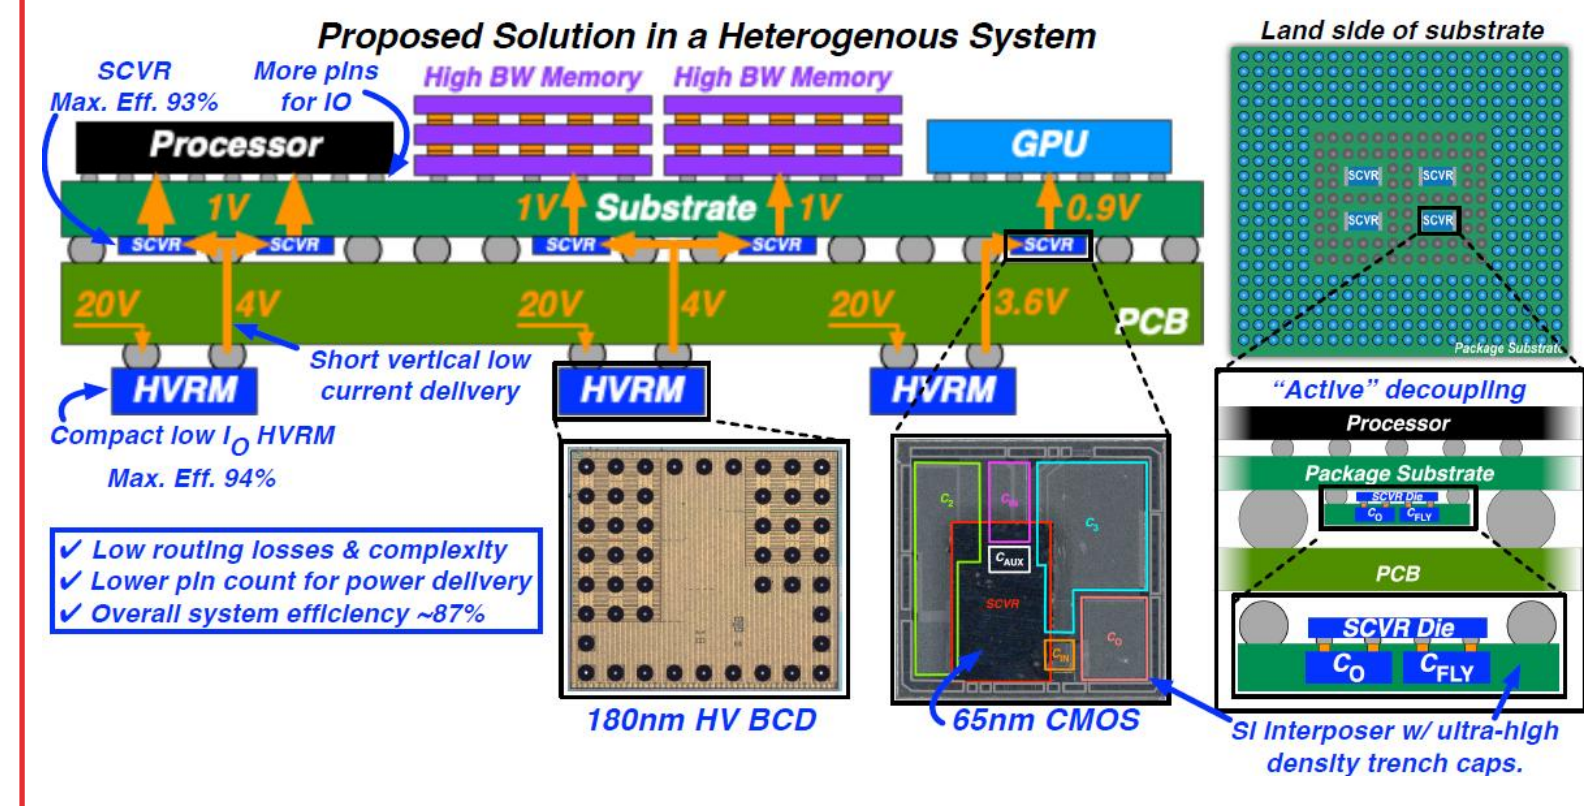 Proposed Solution in a Heterogenous System
Land side of substrate
SCVR
Max. Eff. 93%
More pins
for IO
High BW Memory
High BW Memory
Processor
GPU
1V
1V
Substrate
1V
0.9V
SCVR
SCVR
SCVR
SCVR
SCVR
20V
4V
20V
4V
20V
3.6V
PCB
HVRM
HVRM
HVRM
Short vertical low
current delivery
Compact low IO HVRM
Max. Eff. 94%
✔ Low routing losses & complexity
✔ Lower pin count for power delivery
✔ Overall system efficiency ~87%
180nm HV BCD
C2
C3
CAUX
SCVR
CIN
CO
65nm CMOS
SCVR
SCVR
SCVR
SCVR
Package Substrate
“Active” decoupling
Processor
Package Substrate
SCVR Die
CO
CFLY
PCB
SCVR Die
CO
CFLY
Si Interposer w/ ultra-high
density trench caps.